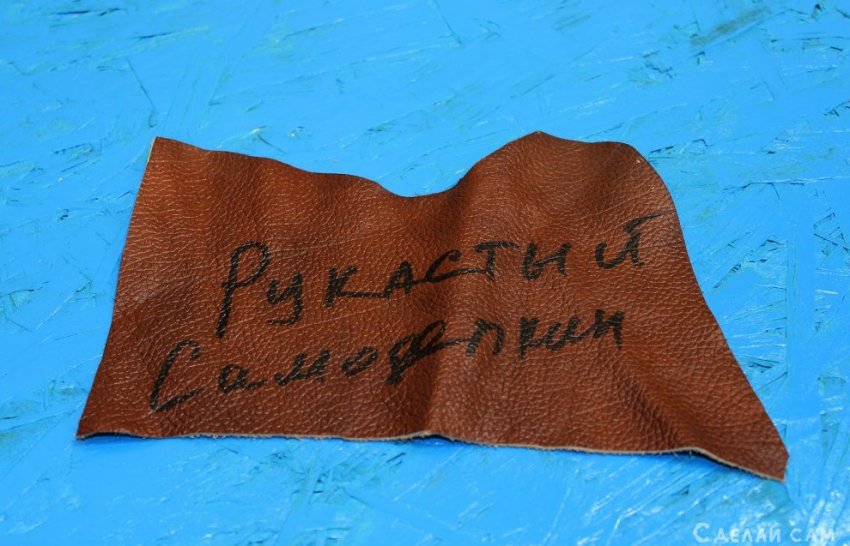 Рукастый
Самоделкин
Сделай сам